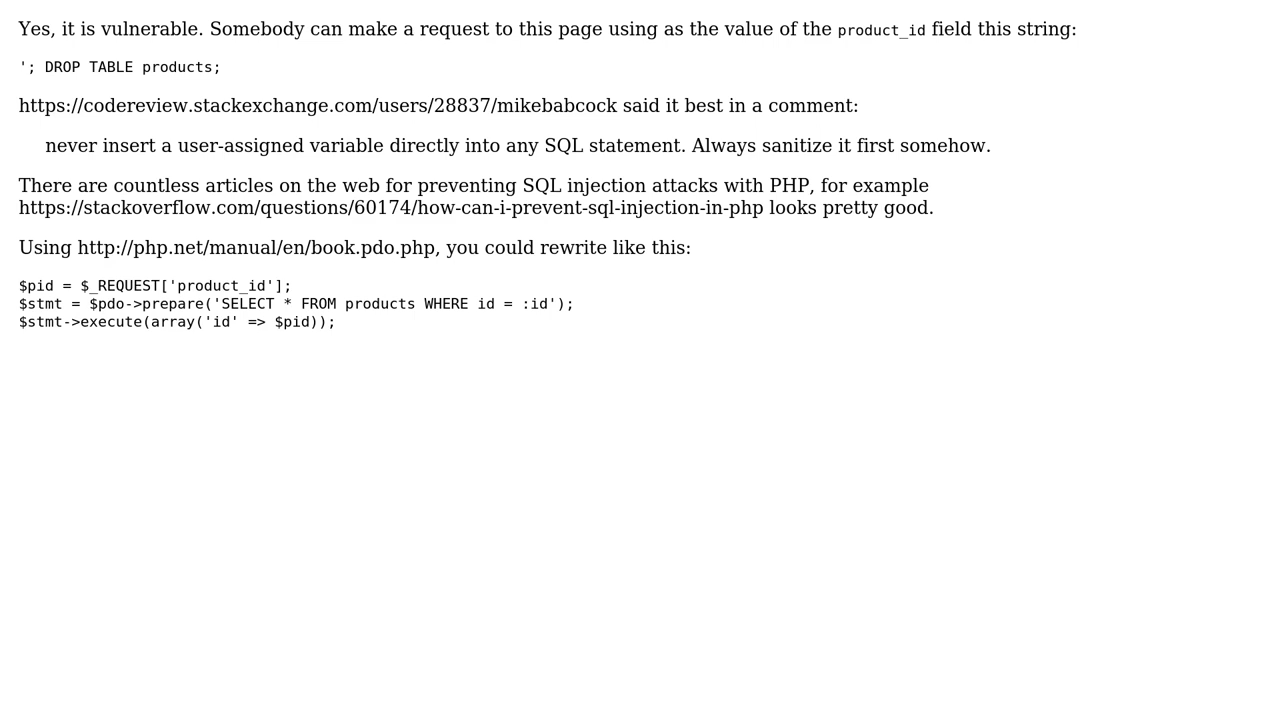 Yes, it is vulnerable. Somebody can make a request to this page using as the value of the product_id field this string:
'; DROP TABLE products;
https://codereview.stackexchange.com/users/28837/mikebabcock said it best in a comment:
never insert a user-assigned variable directly into any SQL statement. Always sanitize it first somehow.
There are countless articles on the web for preventing SQL injection attacks with PHP, for example
https://stackoverflow.com/questions/60174/how-can-i-prevent-sql-injection-in-php looks pretty good.
Using http://php.net/manual/en/book.pdo.php, you could rewrite like this:
$pid = $_REQUEST['product_id'];
$stmt = $pdo->prepare('SELECT * FROM products WHERE id = :id');
$stmt->execute(array('id' => $pid));